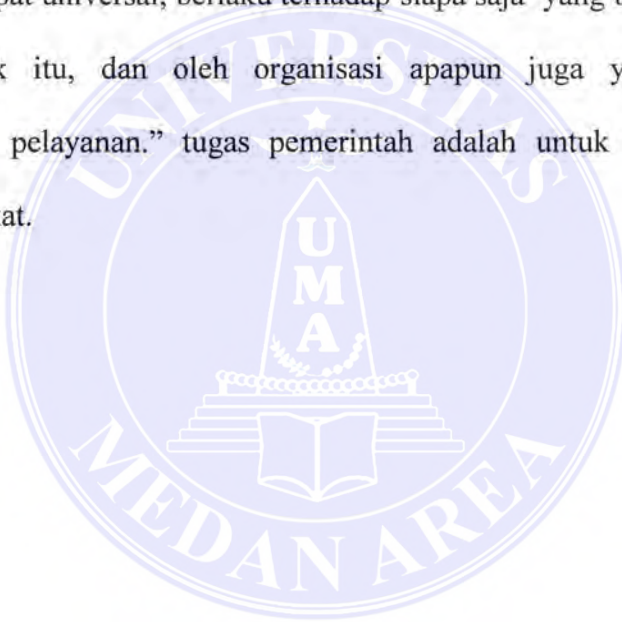 pat universal, berlaku terhadap siapa saja yang
k itu, dan oleh organisasi apapun juga y
pelayanan.” tugas pemerintah adalah untuk
at.
UNIVERSITAS
UMA
MEDAN AREA